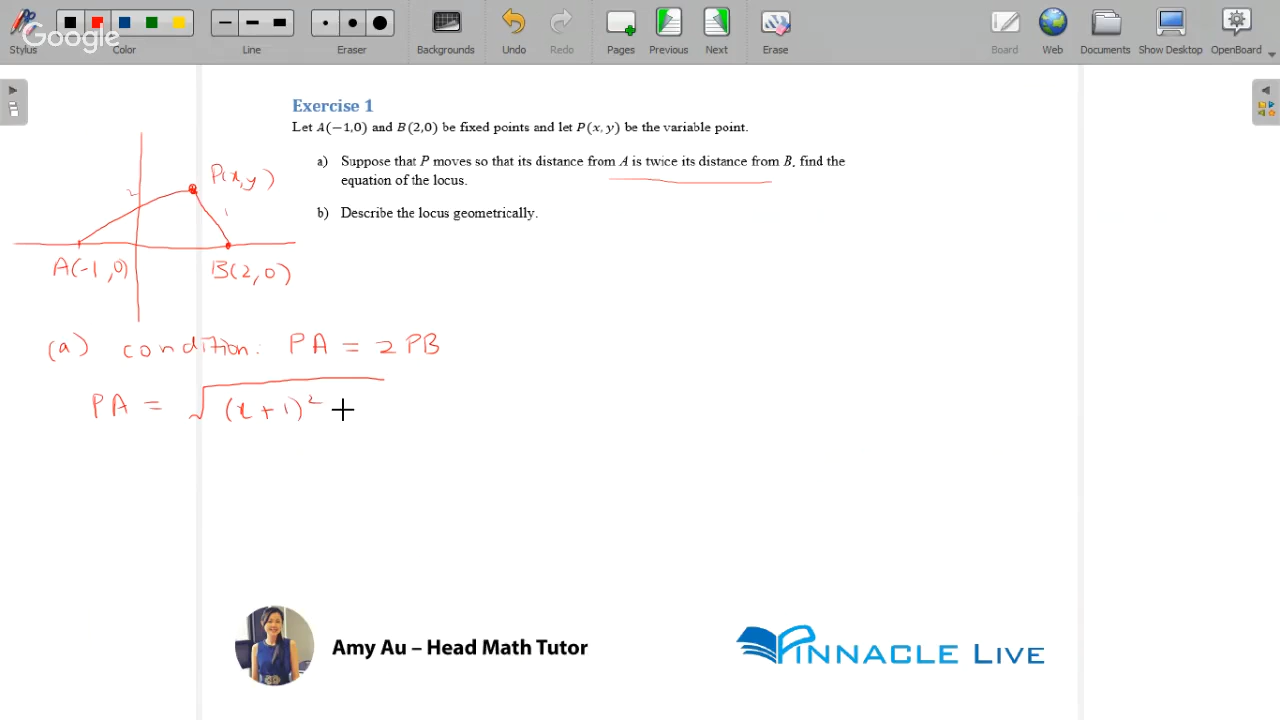 Stylus
Color
Line
Eraser
Backgrounds
Undo
Redo
Pages
Previous
Next
Erase
Board
Web
Documents
Show Desktop
OpenBoard
Google
Exercise 1
Let A(−1,0) and B(2,0) be fixed points and let P(x, y) be the variable point.
a) Suppose that P moves so that its distance from A is twice its distance from B, find the
equation of the locus.
b) Describe the locus geometrically.
P(x,y)
2
1
A(-1,0)
B(2,0)
(a) condition: PA = 2PB
PA = √(x+1)² +
Amy Au – Head Math Tutor
PINNACLE LIVE